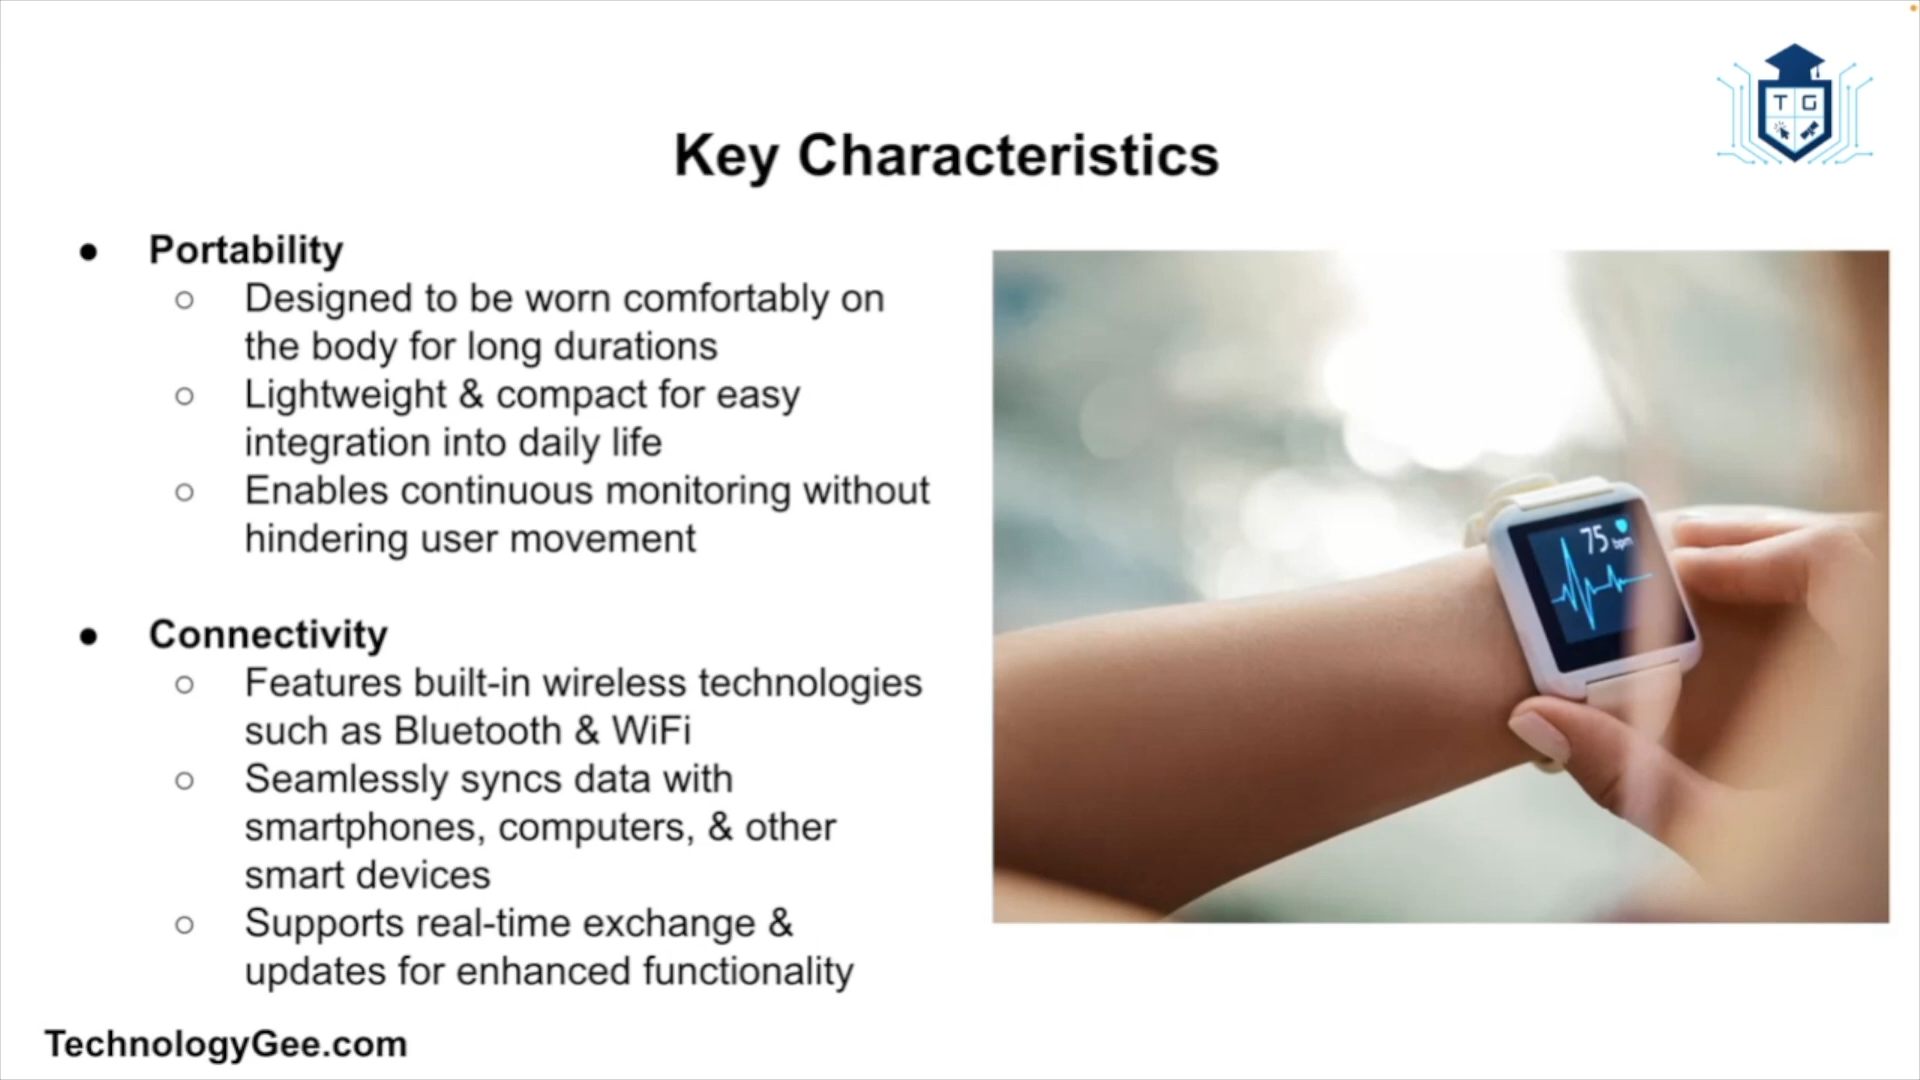 T G
Key Characteristics
● Portability
○ Designed to be worn comfortably on
the body for long durations
○ Lightweight & compact for easy
integration into daily life
○ Enables continuous monitoring without
hindering user movement
● Connectivity
○ Features built-in wireless technologies
such as Bluetooth & WiFi
○ Seamlessly syncs data with
smartphones, computers, & other
smart devices
○ Supports real-time exchange &
updates for enhanced functionality
75 bpm
TechnologyGee.com